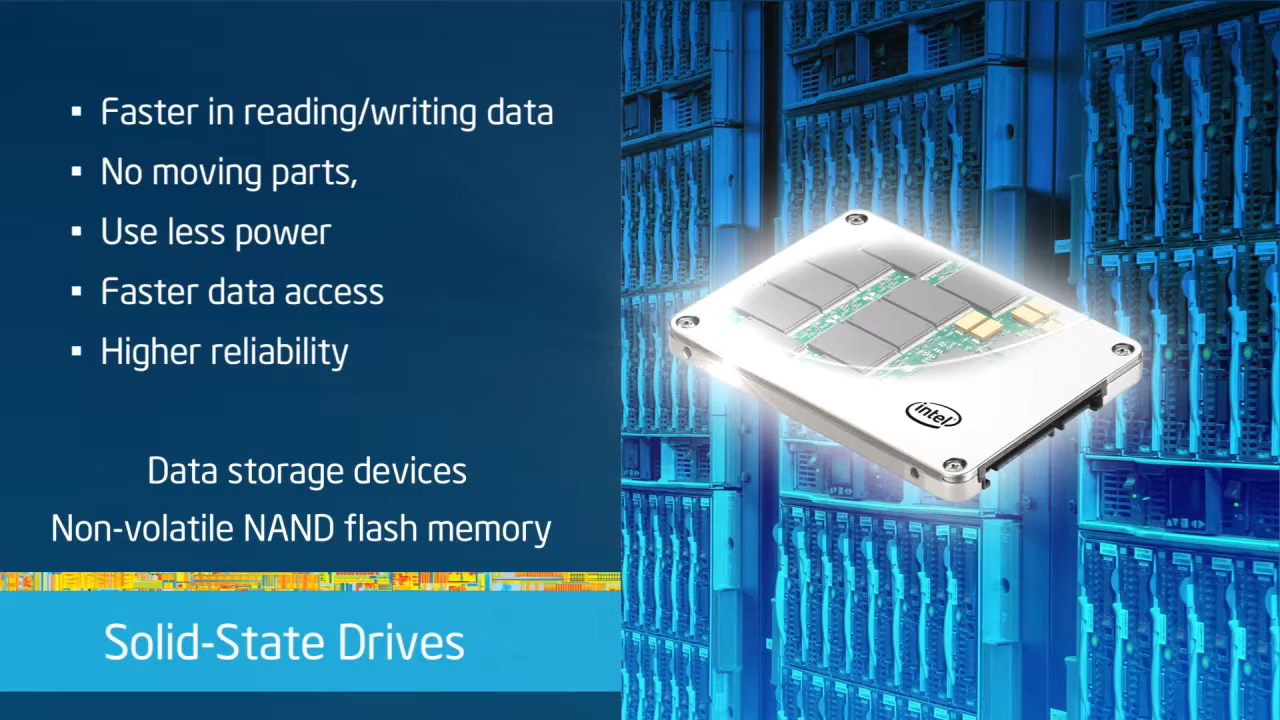 ▪ Faster in reading/writing data
▪ No moving parts,
▪ Use less power
▪ Faster data access
▪ Higher reliability
Data storage devices
Non-volatile NAND flash memory
Solid-State Drives
intel